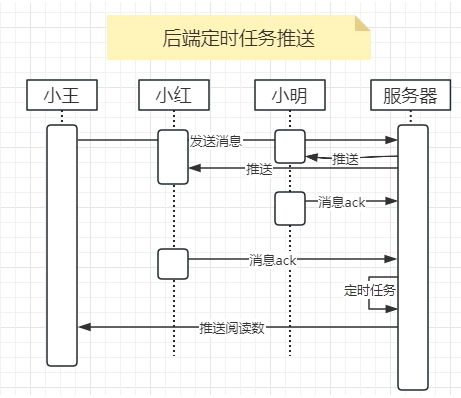 后端定时任务推送
小王
小红
小明
服务器
发送消息
推送
推送
消息ack
消息ack
定时任务
推送阅读数